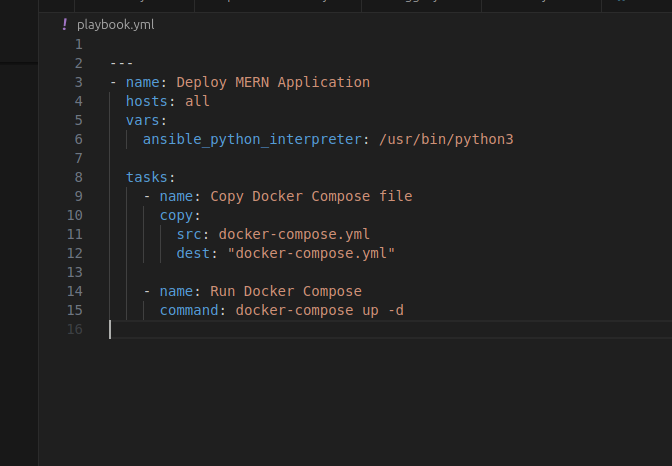 ! playbook.yml
1
2 ---
3 - name: Deploy MERN Application
4   hosts: all
5   vars:
6     ansible_python_interpreter: /usr/bin/python3
7
8   tasks:
9     - name: Copy Docker Compose file
10       copy:
11         src: docker-compose.yml
12         dest: "docker-compose.yml"
13
14     - name: Run Docker Compose
15       command: docker-compose up -d
16